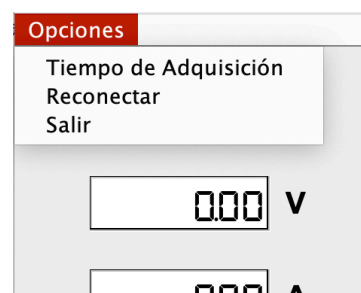 Opciones
Tiempo de Adquisición
Reconectar
Salir
0.00 V